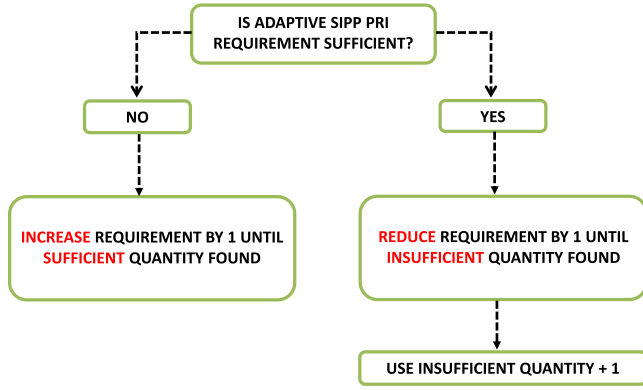 IS ADAPTIVE SIPP PRI
REQUIREMENT SUFFICIENT?
NO
YES
INCREASE REQUIREMENT BY 1 UNTIL
SUFFICIENT QUANTITY FOUND
REDUCE REQUIREMENT BY 1 UNTIL
INSUFFICIENT QUANTITY FOUND
USE INSUFFICIENT QUANTITY + 1